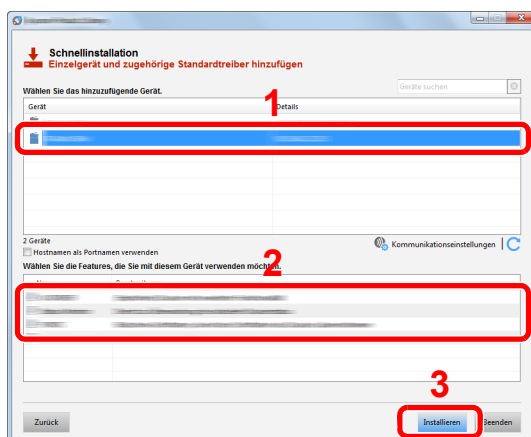 Schnellinstallation
Einzelgerät und zugehörige Standardtreiber hinzufügen
Geräte suchen
Wählen Sie das hinzuzufügende Gerät.
1
Gerät Details
2 Geräte
Kommunikationseinstellungen
Hostnamen als Portnamen verwenden
2
Wählen Sie die Features, die Sie mit diesem Gerät verwenden möchten.
3
Zurück Installieren Beenden